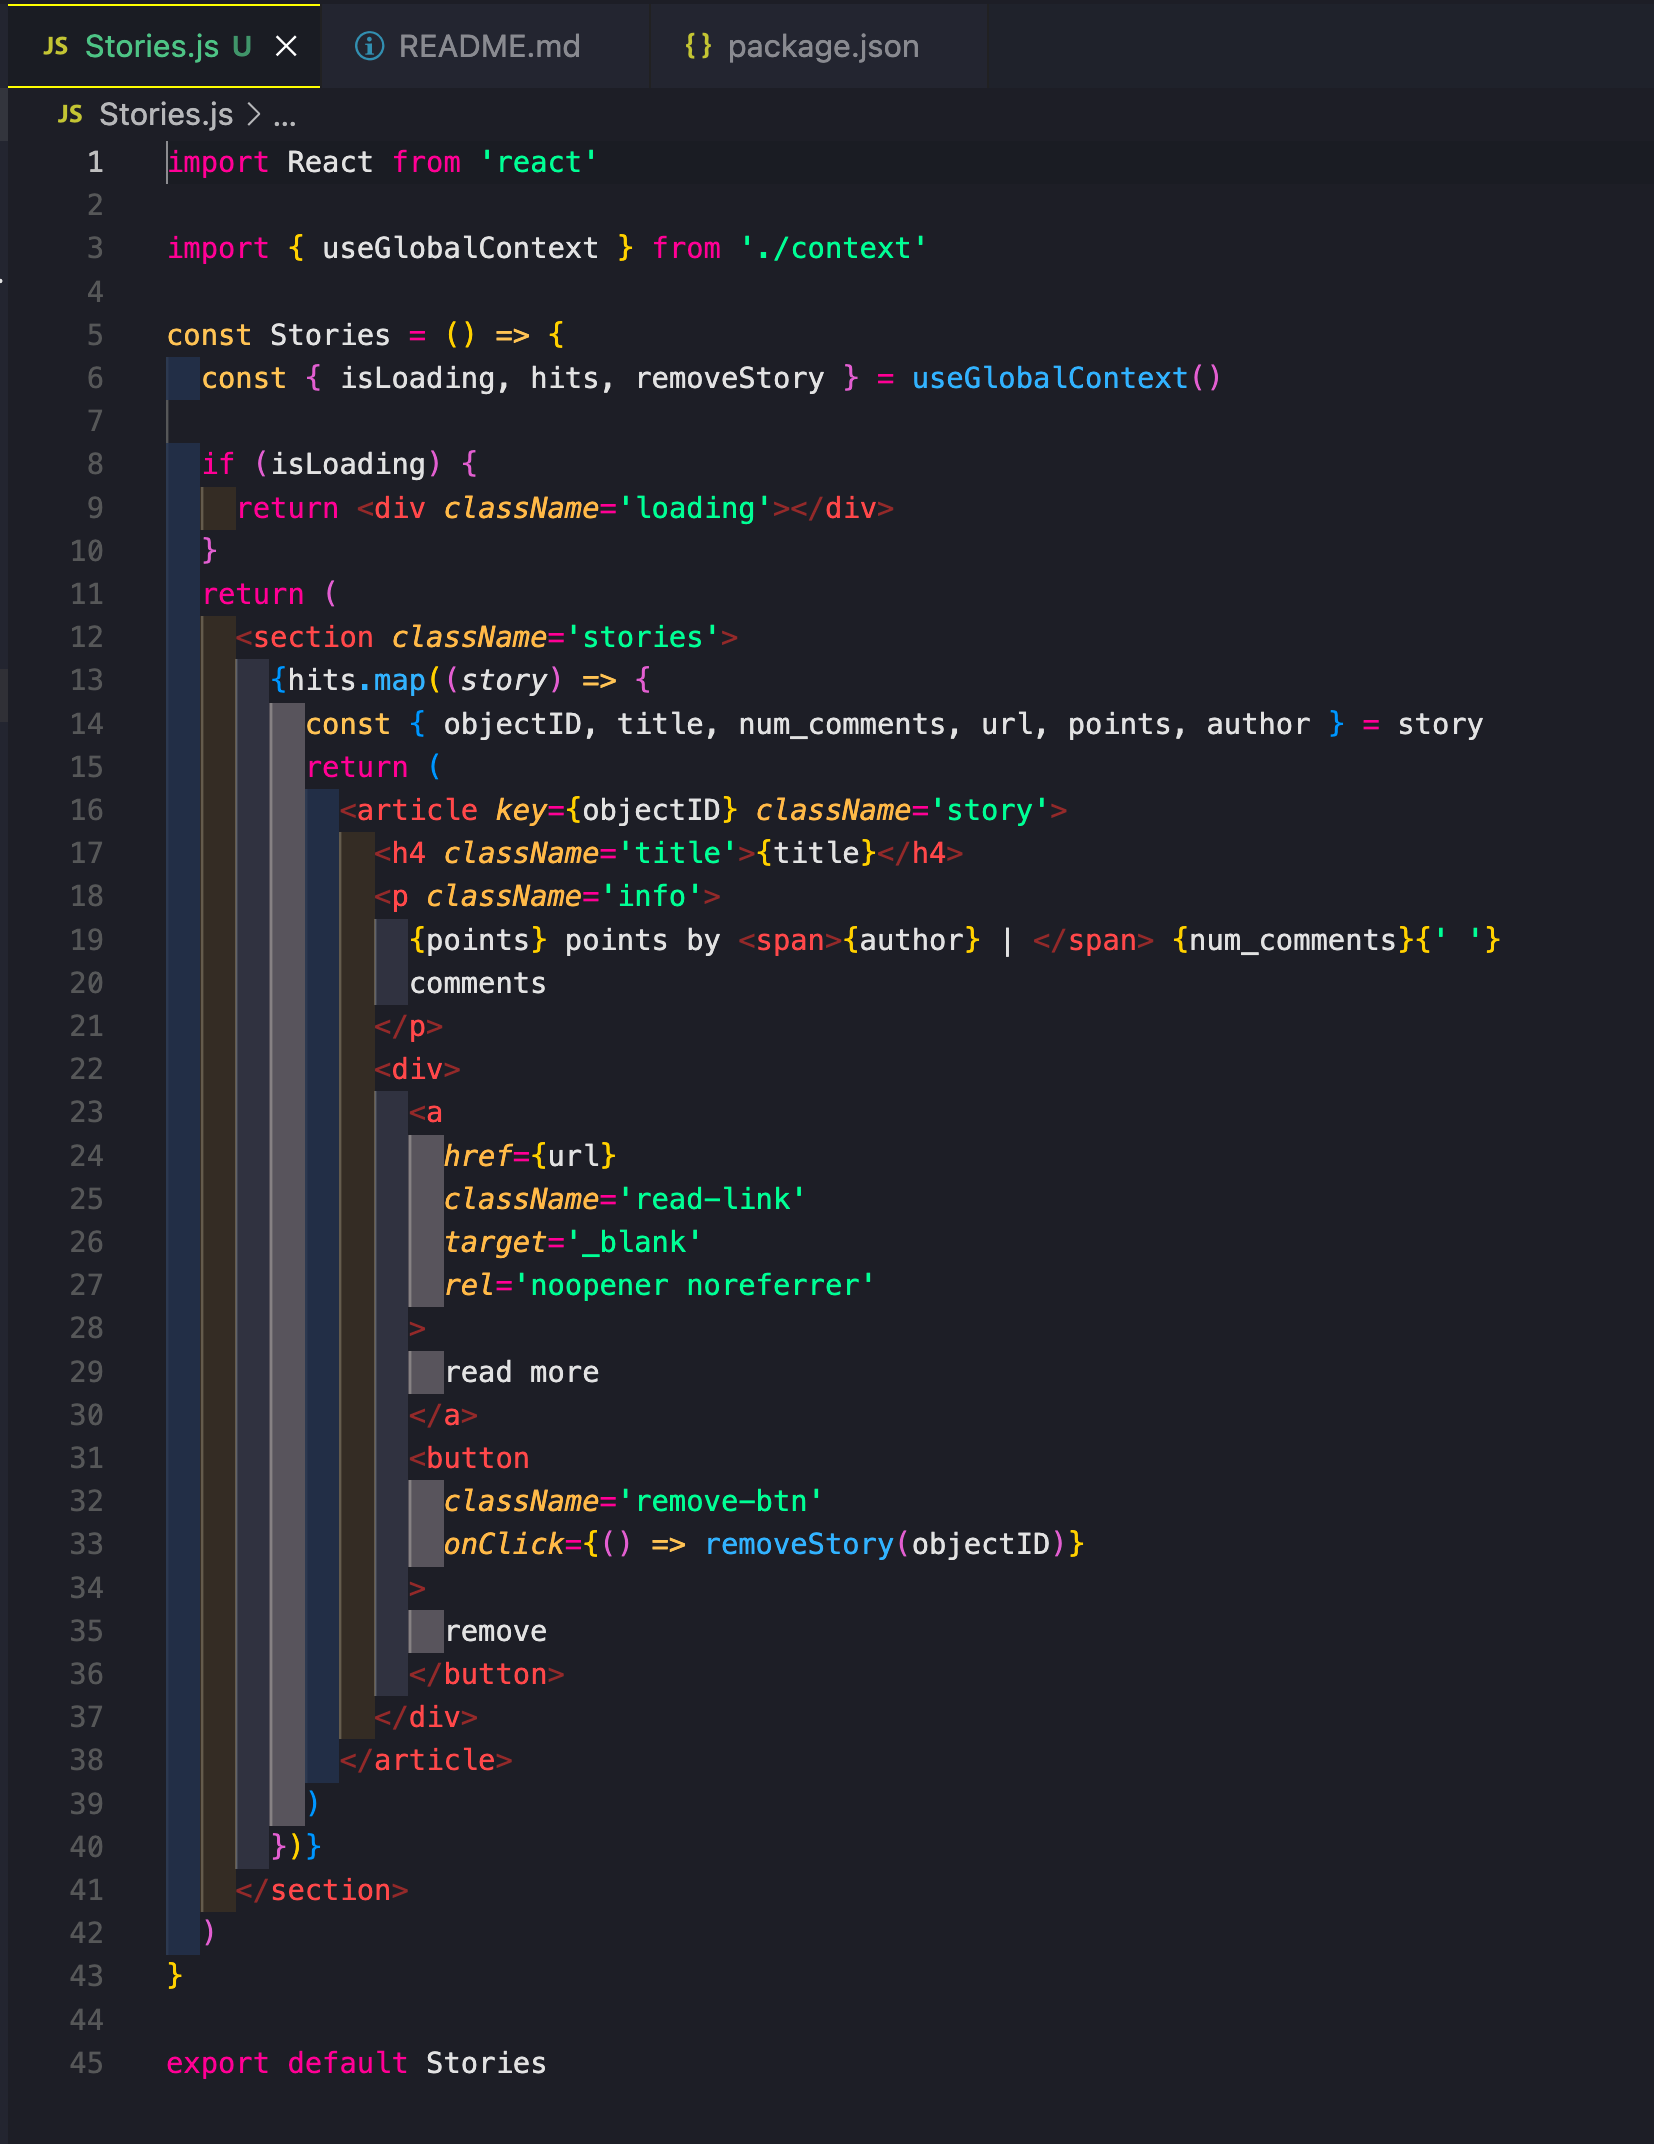 JS Stories.js U README.md {} package.json
JS Stories.js > ...
1 import React from 'react'
2
3 import { useGlobalContext } from './context'
4
5 const Stories = () => {
6   const { isLoading, hits, removeStory } = useGlobalContext()
7
8   if (isLoading) {
9     return <div className='loading'></div>
10   }
11   return (
12     <section className='stories'>
13       {hits.map((story) => {
14         const { objectID, title, num_comments, url, points, author } = story
15         return (
16           <article key={objectID} className='story'>
17             <h4 className='title'>{title}</h4>
18             <p className='info'>
19               {points} points by <span>{author} | </span> {num_comments}{' '}
20               comments
21             </p>
22             <div>
23               <a
24                 href={url}
25                 className='read-link'
26                 target='_blank'
27                 rel='noopener noreferrer'
28               >
29                 read more
30               </a>
31               <button
32                 className='remove-btn'
33                 onClick={() => removeStory(objectID)}
34               >
35                 remove
36               </button>
37             </div>
38           </article>
39         )
40       })}
41     </section>
42   )
43 }
44
45 export default Stories